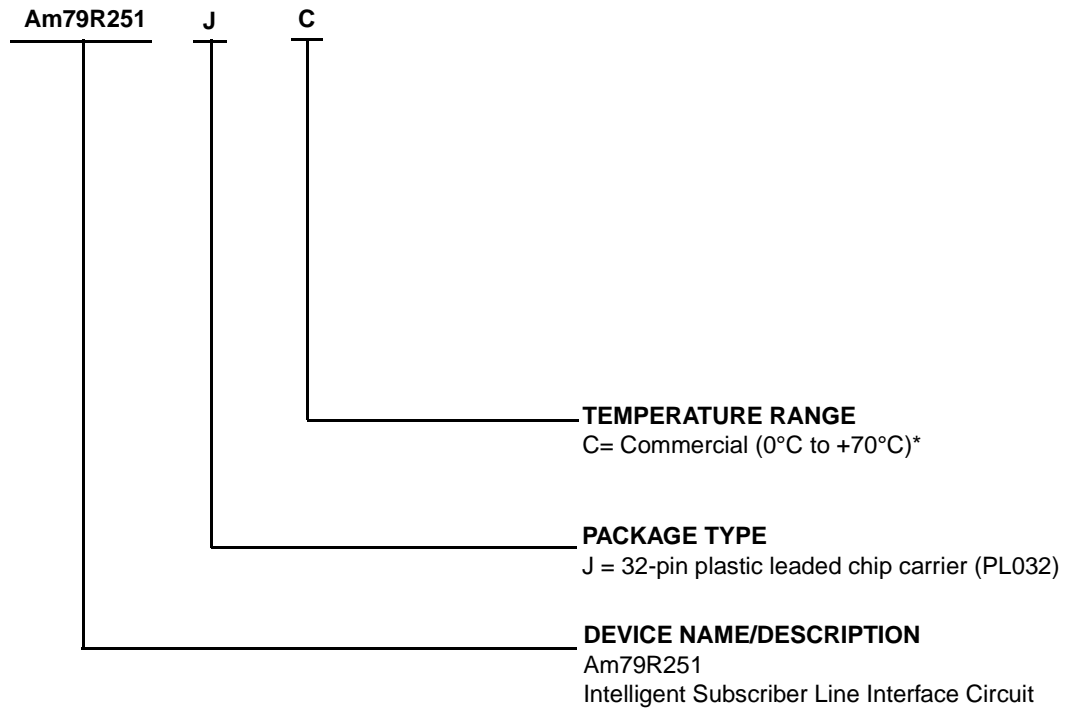 Am79R251 J C
TEMPERATURE RANGE
C= Commercial (0°C to +70°C)*
PACKAGE TYPE
J = 32-pin plastic leaded chip carrier (PL032)
DEVICE NAME/DESCRIPTION
Am79R251
Intelligent Subscriber Line Interface Circuit